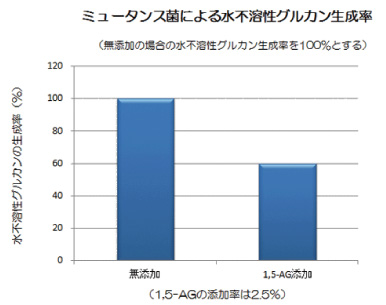 ミュータンス菌による水不溶性グルカン生成率
（無添加の場合の水不溶性グルカン生成率を100％とする）
水不溶性グルカンの生成率（％）
120
100
80
60
40
20
0
無添加
1,5-AG添加
（1,5-AGの添加率は2.5％）